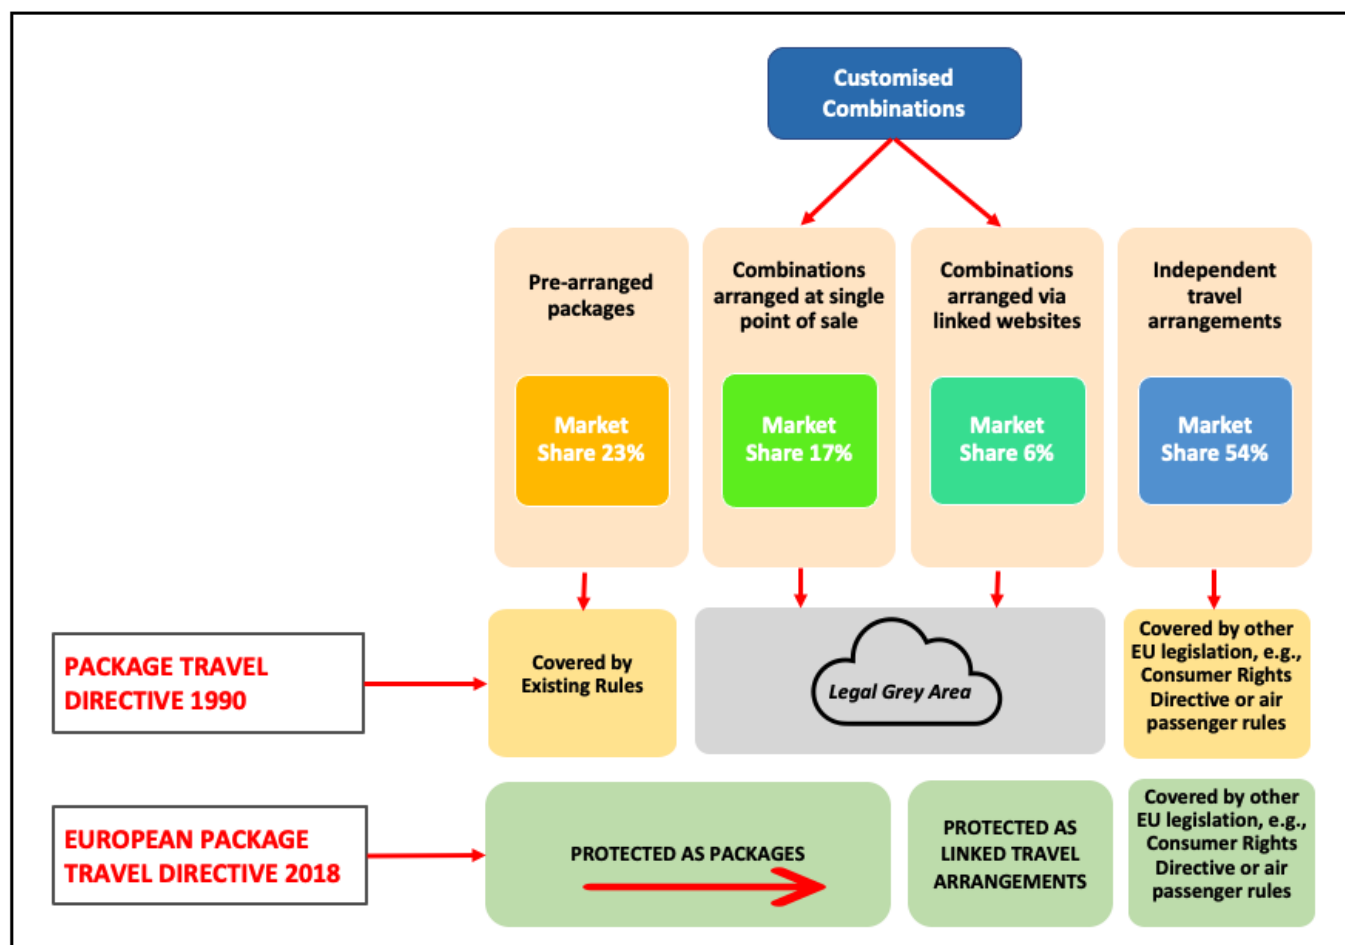 Customised
Combinations
Pre-arranged
packages
Combinations
arranged at single
point of sale
Combinations
arranged via
linked websites
Independent
travel
arrangements
Market
Share 23%
Market
Share 17%
Market
Share 6%
Market
Share 54%
PACKAGE TRAVEL
DIRECTIVE 1990
Covered by
Existing Rules
Legal Grey Area
Covered by other
EU legislation, e.g.,
Consumer Rights
Directive or air
passenger rules
EUROPEAN PACKAGE
TRAVEL DIRECTIVE 2018
PROTECTED AS PACKAGES
PROTECTED AS
LINKED TRAVEL
ARRANGEMENTS
Covered by other
EU legislation, e.g.,
Consumer Rights
Directive or air
passenger rules